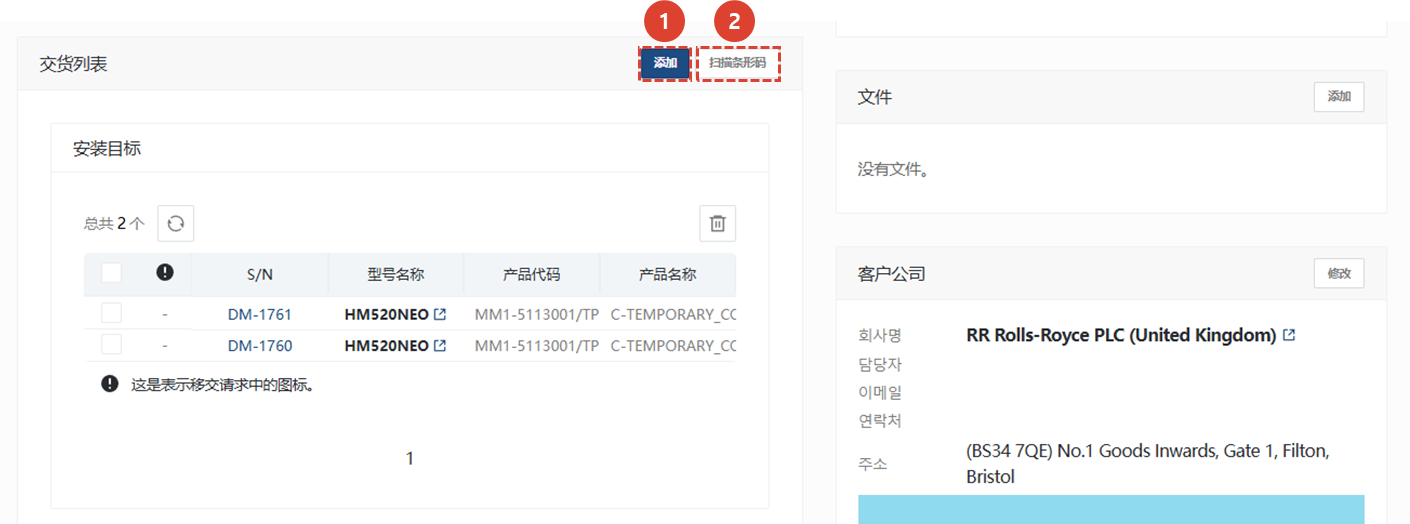 1
2
交货列表
添加
扫描条形码
安装目标
总共 2 个
S/N
型号名称
产品代码
产品名称
-
DM-1761
HM520NEO
MM1-5113001/TP
C-TEMPORARY_CC
-
DM-1760
HM520NEO
MM1-5113001/TP
C-TEMPORARY_CC
这是表示移交请求中的图标。
1
文件
添加
没有文件。
客户公司
修改
회사명
RR Rolls-Royce PLC (United Kingdom)
담당자
이메일
연락처
주소
(BS34 7QE) No.1 Goods Inwards, Gate 1, Filton,
Bristol